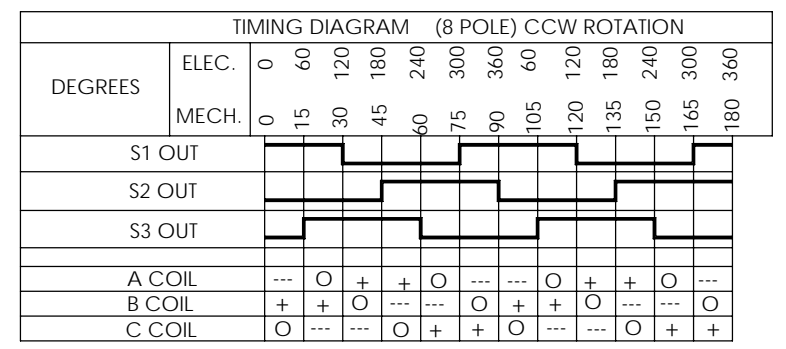 TIMING DIAGRAM (8 POLE) CCW ROTATION
DEGREES
ELEC. 0 60 120 180 240 300 360 60 120 180 240 300 360
MECH. 0 15 30 45 60 75 90 105 120 135 150 165 180
S1 OUT
S2 OUT
S3 OUT
A COIL --- O + + O --- --- O + + O ---
B COIL + + O --- --- O + + O --- --- O
C COIL O --- --- O + + O --- --- O + +